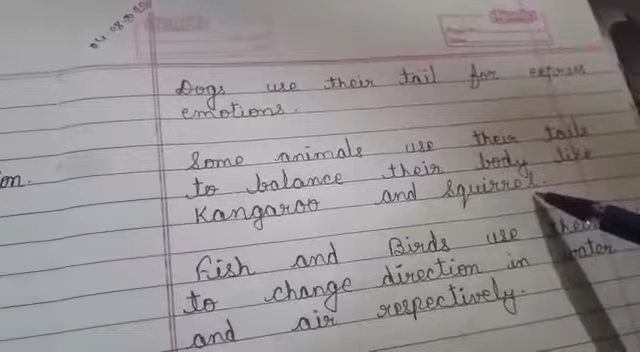 Dogs use their tail for express
emotions.
Some animals use their tails
to balance their body like
Kangaroo and Squirrel.
on.
Fish and Birds use their
to change direction in water
and air respectively.